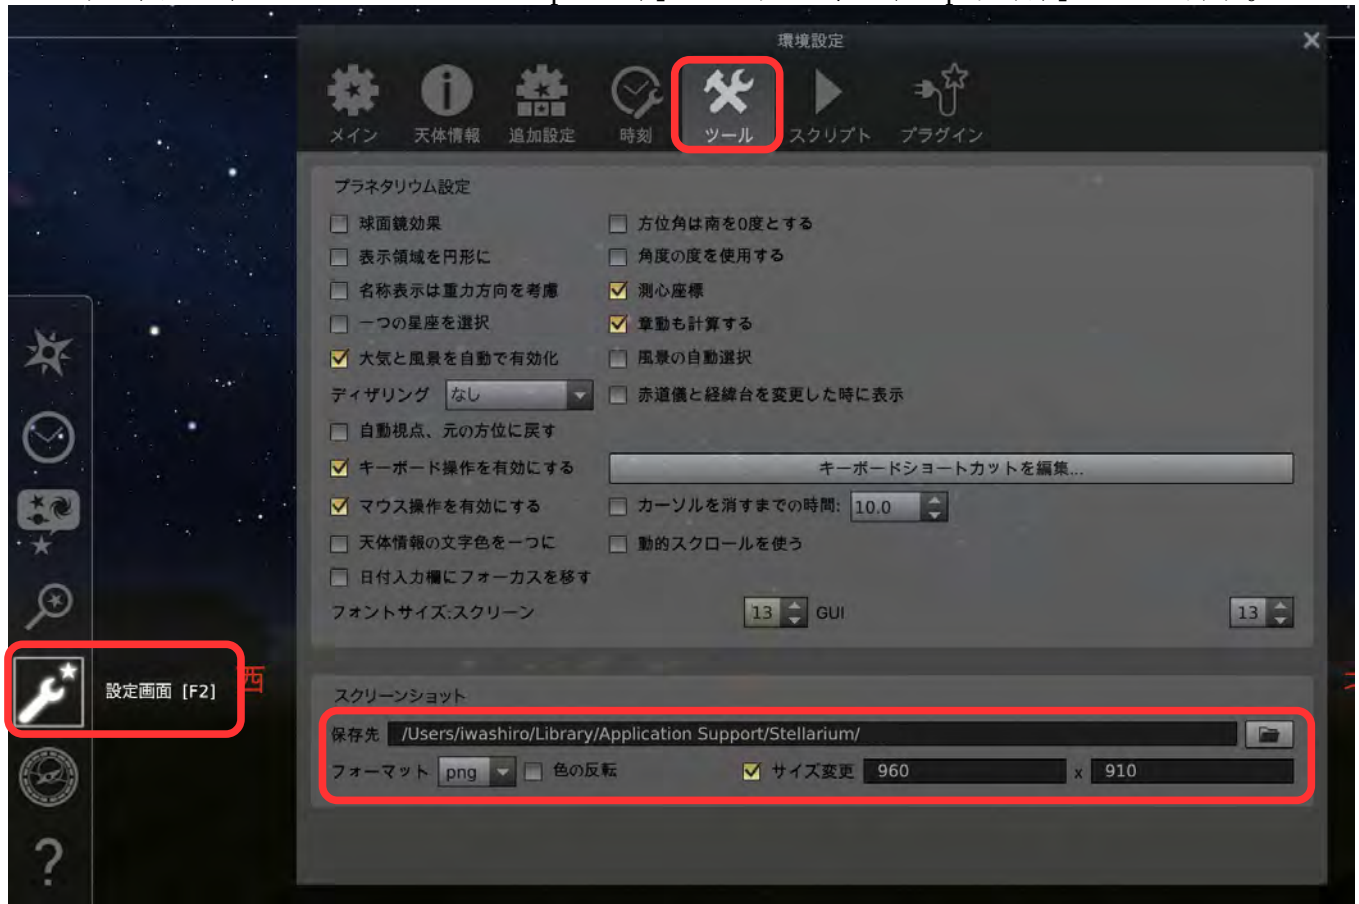 環境設定
メイン 天体情報 追加設定 時刻 ツール スクリプト プラグイン
プラネタリウム設定
球面鏡効果 方位角は南を0度とする
表示領域を円形に 角度の度を使用する
名称表示は重力方向を考慮 測心座標
一つの星座を選択 章動も計算する
大気と風景を自動で有効化 風景の自動選択
ディザリング なし 赤道儀と経緯台を変更した時に表示
自動視点、元の方位に戻す
キーボード操作を有効にする キーボードショートカットを編集...
マウス操作を有効にする カーソルを消すまでの時間: 10.0
天体情報の文字色を一つに 動的スクロールを使う
日付入力欄にフォーカスを移す
フォントサイズ:スクリーン 13 GUI 13
設定画面 [F2] 西
スクリーンショット
保存先 /Users/iwashiro/Library/Application Support/Stellarium/
フォーマット png 色の反転 サイズ変更 960 x 910
?